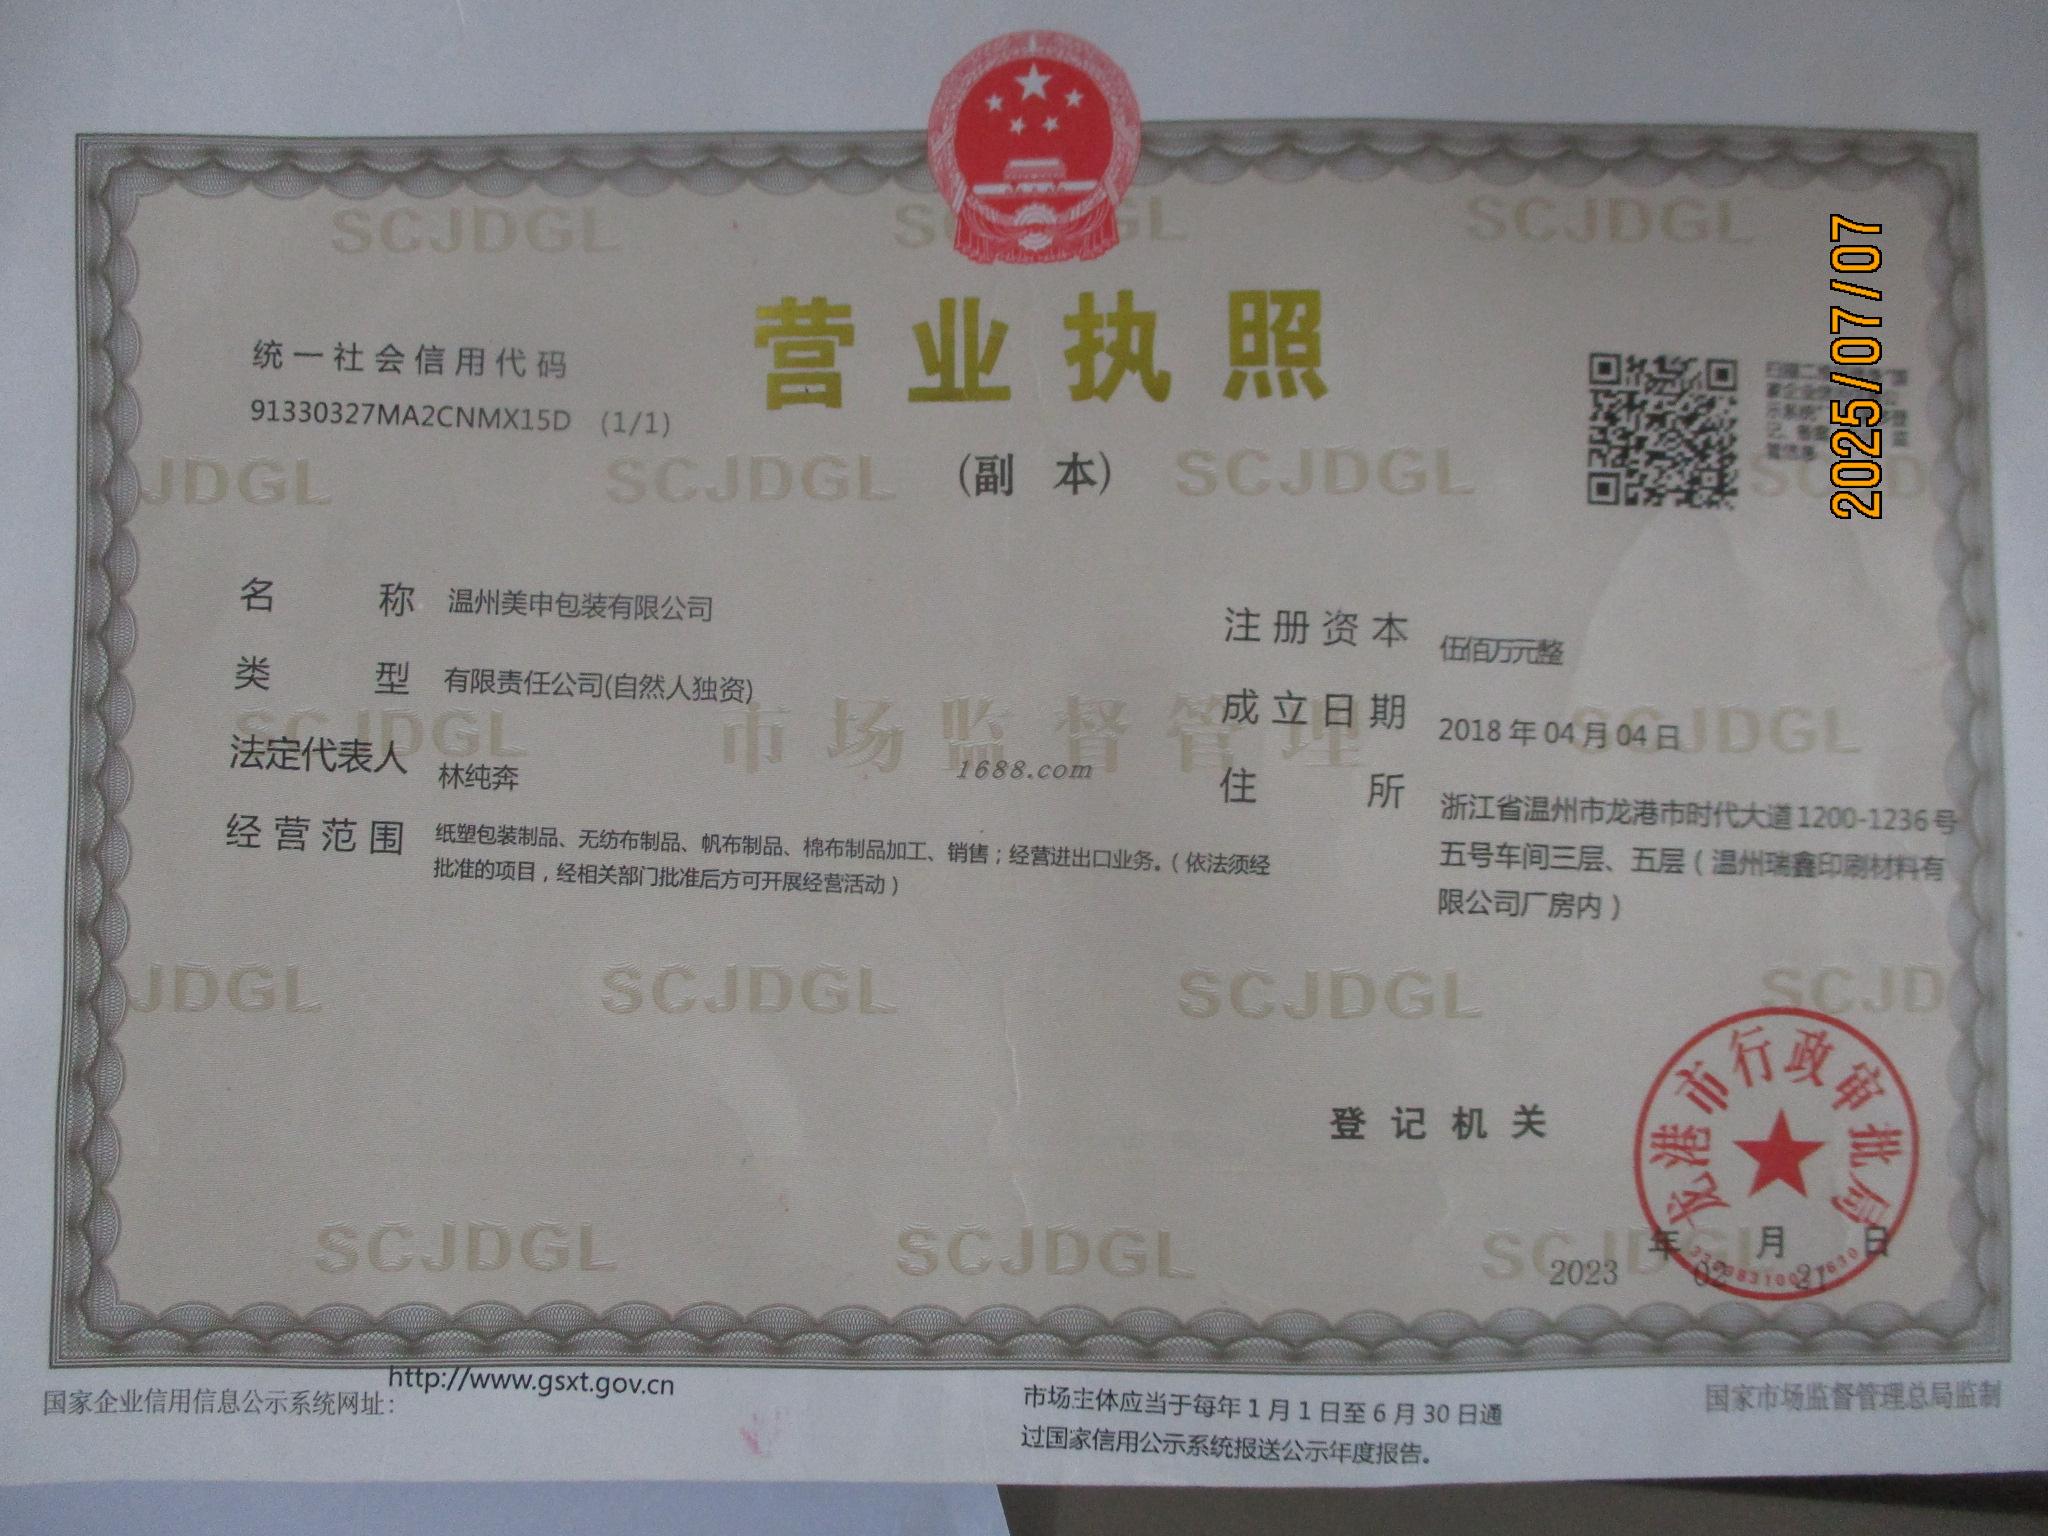 营业执照
(副 本)
统一社会信用代码
91330327MA2CNMX15D (1/1)
2025/07/07
名 称 温州美申包装有限公司
类 型 有限责任公司(自然人独资)
法定代表人 林纯奔
经营范围 纸塑包装制品、无纺布制品、帆布制品、棉布制品加工、销售；经营进出口业务。（依法须经
批准的项目，经相关部门批准后方可开展经营活动）
注册资本 伍佰万元整
成立日期 2018年04月04日
住 所 浙江省温州市龙港市时代大道1200-1236号
五号车间三层、五层（温州瑞鑫印刷材料有
限公司厂房内）
市场监督管理
1688.com
SCJDGL
SCJDGL
SCJDGL
SCJDGL
SCJDGL
SCJDGL
SCJDGL
SCJDGL
SCJDGL
SCJDGL
登记机关
龙港市行政审批局
年 月 日
2023 02 21
国家企业信用信息公示系统网址：
http://www.gsxt.gov.cn
市场主体应当于每年1月1日至6月30日通
过国家信用公示系统报送公示年度报告。
国家市场监督管理总局监制